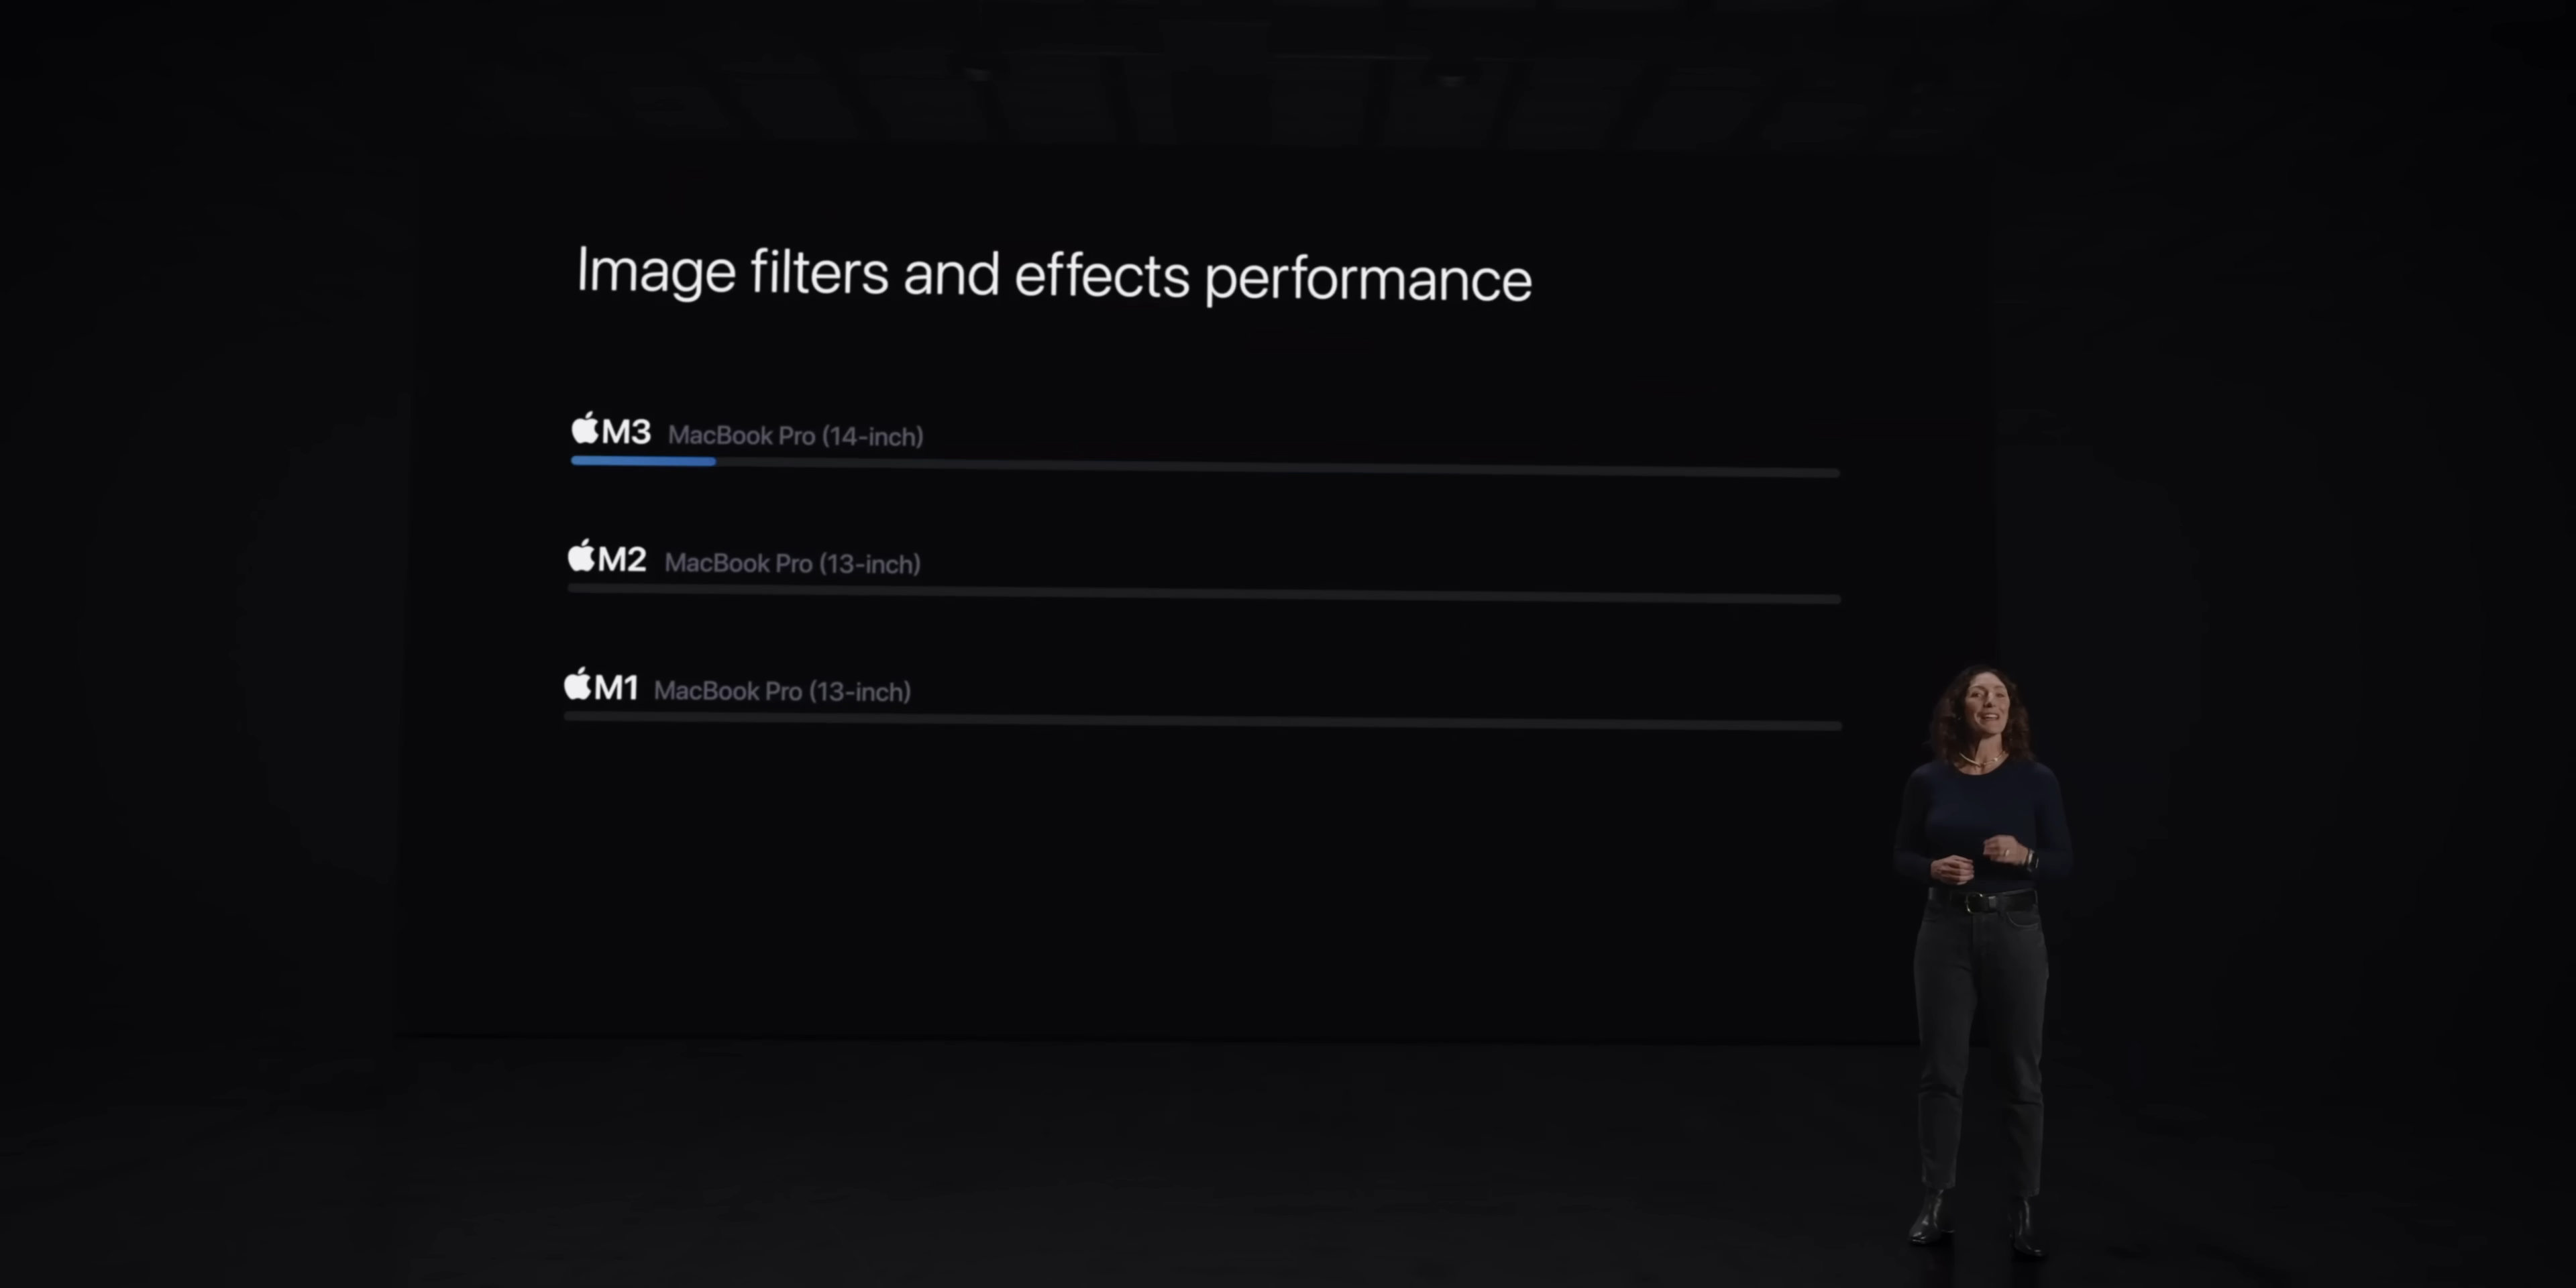 Image filters and effects performance
M3 MacBook Pro (14-inch)
M2 MacBook Pro (13-inch)
M1 MacBook Pro (13-inch)